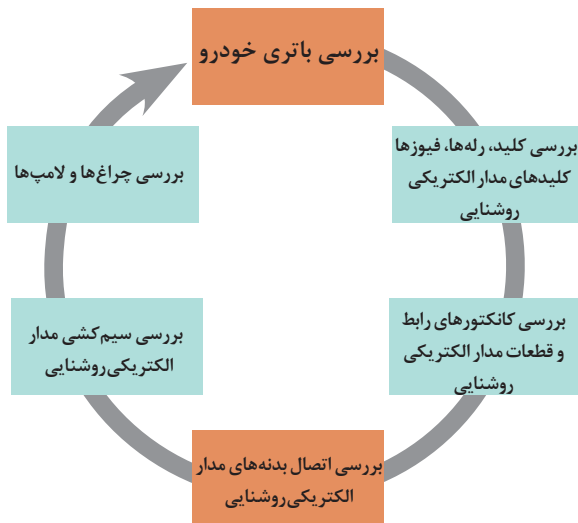 بررسی باتری خودرو
بررسی کلید، رله‌ها، فیوزها
کلیدهای مدار الکتریکی
روشنایی
بررسی کانکتورهای رابط
و قطعات مدار الکتریکی
روشنایی
بررسی اتصال بدنه‌های مدار
الکتریکی روشنایی
بررسی سیم‌کشی مدار
الکتریکی روشنایی
بررسی چراغ‌ها و لامپ‌ها